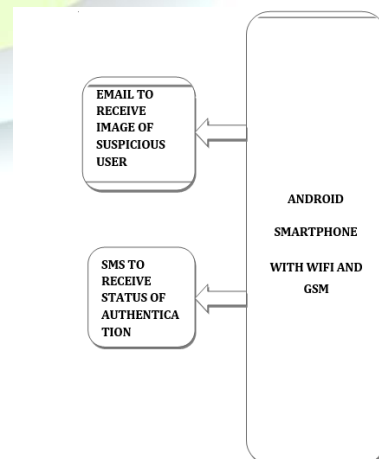 EMAIL TO
RECEIVE
IMAGE OF
SUSPICIOUS
USER
SMS TO
RECEIVE
STATUS OF
AUTHENTICA
TION
ANDROID
SMARTPHONE
WITH WIFI AND
GSM